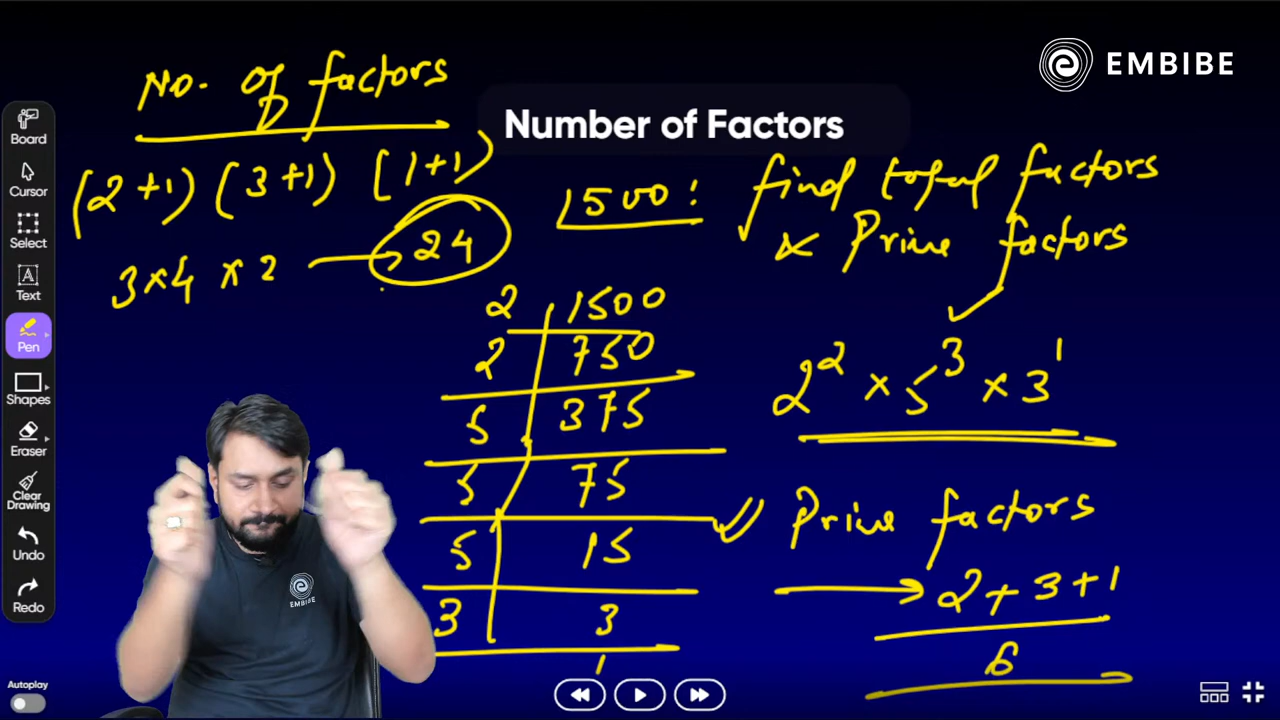 No. of factors
EMBIBE
Number of Factors
(2+1) (3+1) (1+1)
3×4×2 → 24
1500: find total factors
& Prime factors
2 1500
2 750
5 375
5 75
5 15
3 3
1
2² × 5³ × 3¹
Prime factors
→ 2+3+1
6
Board
Cursor
Select
Text
Pen
Shapes
Eraser
Clear
Drawing
Undo
Redo
Autoplay
EMBIBE